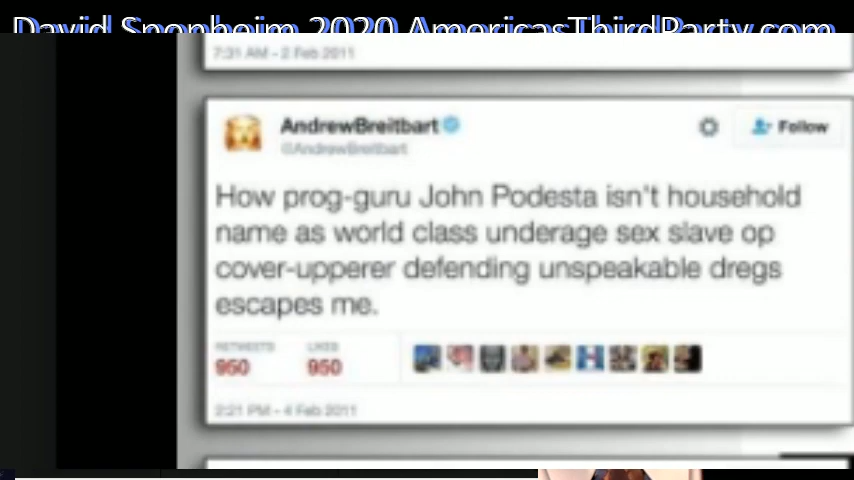 David Sponheim 2020 AmericasThirdParty.com
7:31 AM - 2 Feb 2011
AndrewBreitbart
@AndrewBreitbart
Follow
How prog-guru John Podesta isn't household
name as world class underage sex slave op
cover-upperer defending unspeakable dregs
escapes me.
RETWEETS LIKES
950 950
2:21 PM - 4 Feb 2011